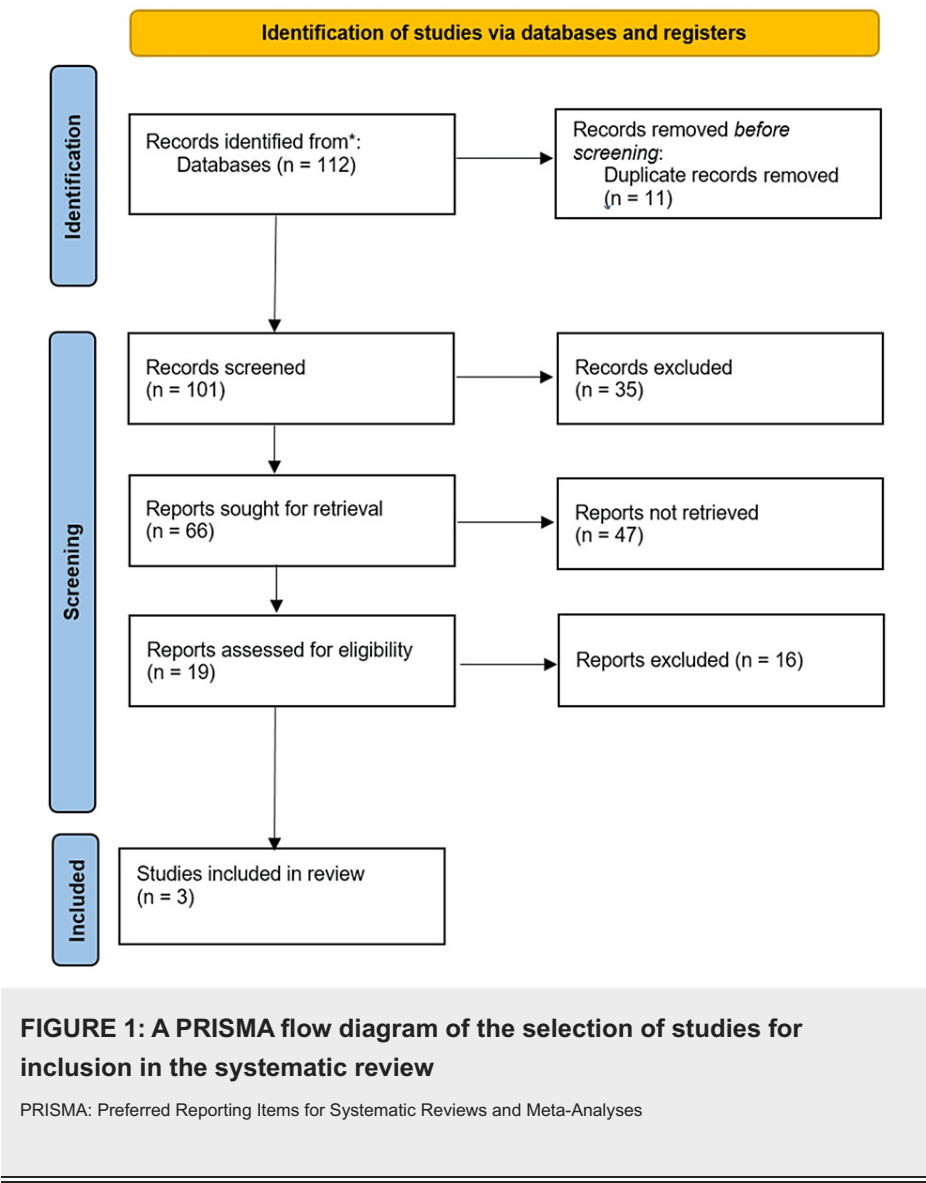 Identification of studies via databases and registers
Identification
Records identified from*:
Databases (n = 112)
Records removed before
screening:
Duplicate records removed
(n = 11)
Screening
Records screened
(n = 101)
Records excluded
(n = 35)
Reports sought for retrieval
(n = 66)
Reports not retrieved
(n = 47)
Reports assessed for eligibility
(n = 19)
Reports excluded (n = 16)
Included
Studies included in review
(n = 3)
FIGURE 1: A PRISMA flow diagram of the selection of studies for
inclusion in the systematic review
PRISMA: Preferred Reporting Items for Systematic Reviews and Meta-Analyses